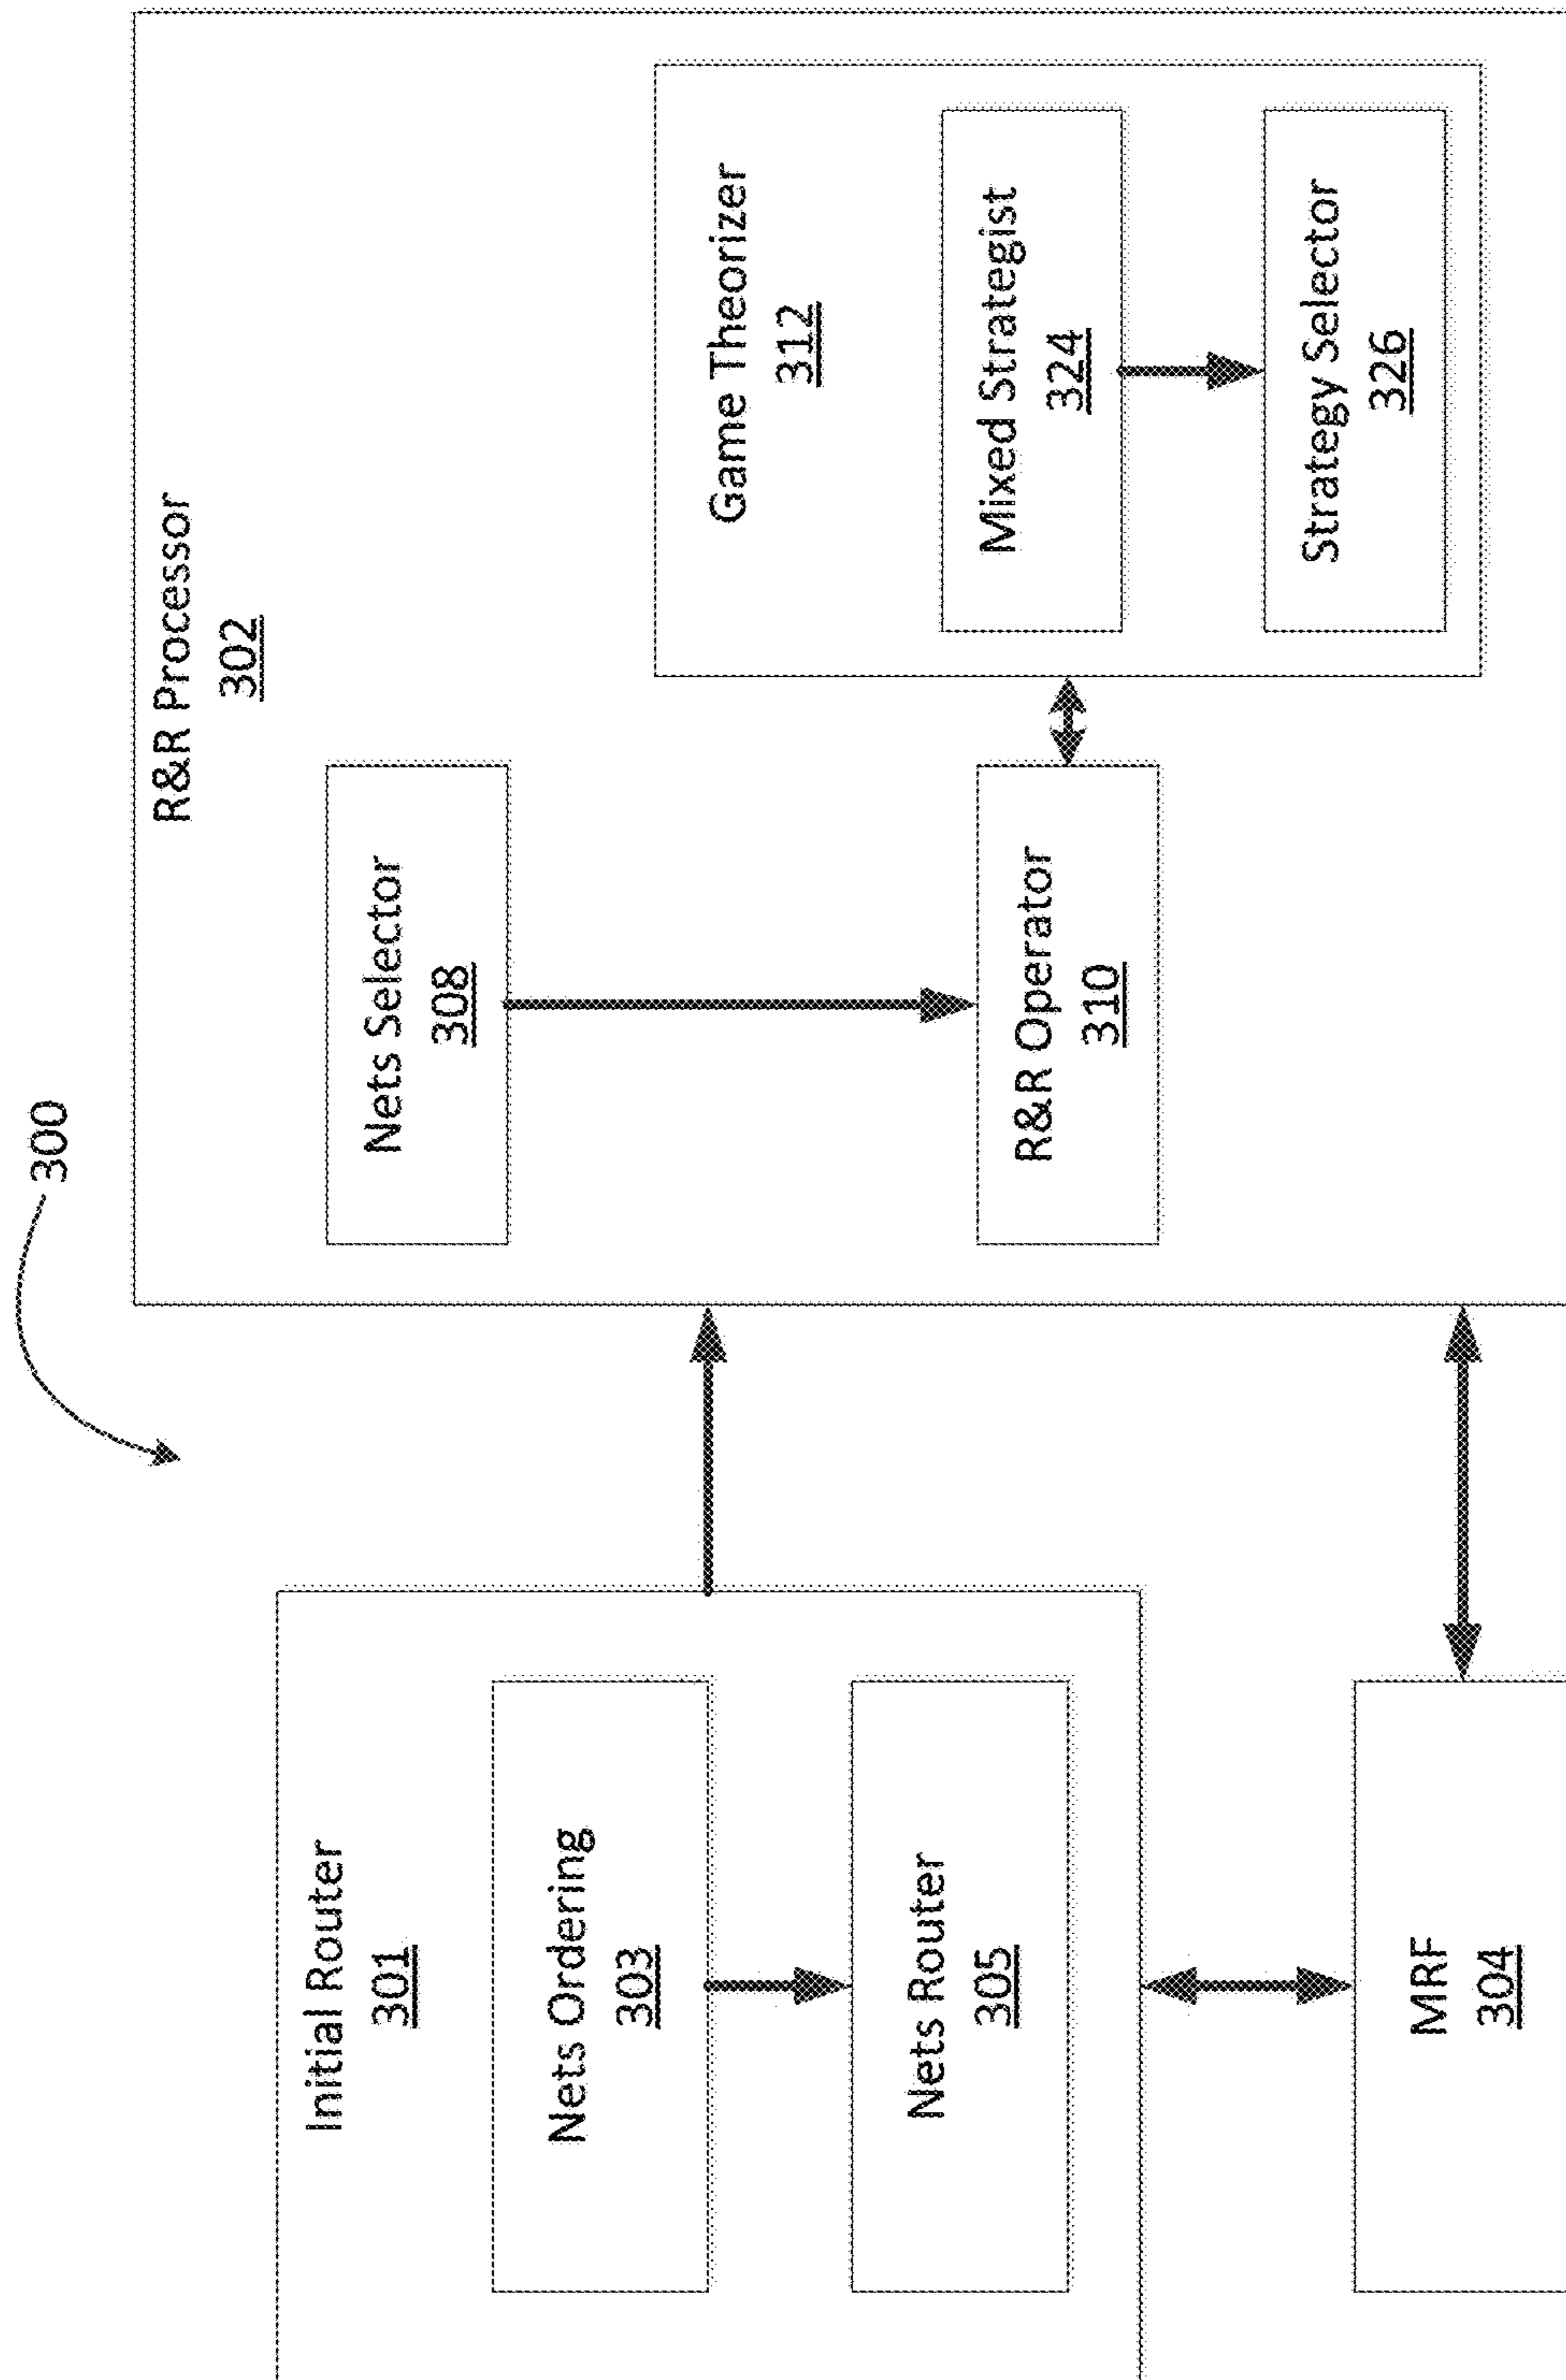 300
Initial Router
301
Nets Ordering
303
Nets Router
305
MRF
304
R&R Processor
302
Nets Selector
308
R&R Operator
310
Game Theorizer
312
Mixed Strategist
324
Strategy Selector
326